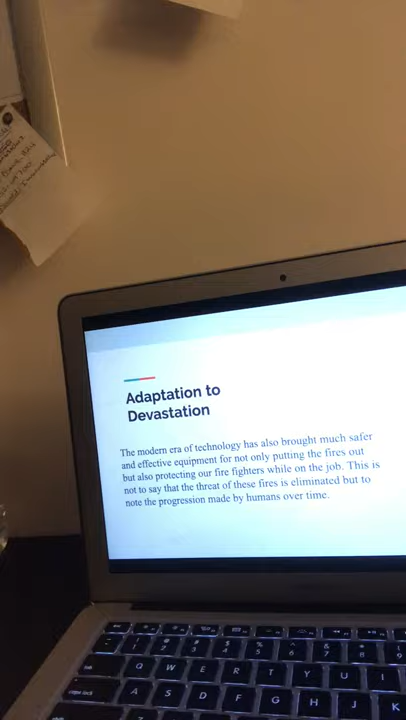 Adaptation to
Devastation
The modern era of technology has also brought much safer
and effective equipment for not only putting the fires out
but also protecting our fire fighters while on the job. This is
not to say that the threat of these fires is eliminated but to
note the progression made by humans over time.
Q W E R T Y U I
A S D F G H J K